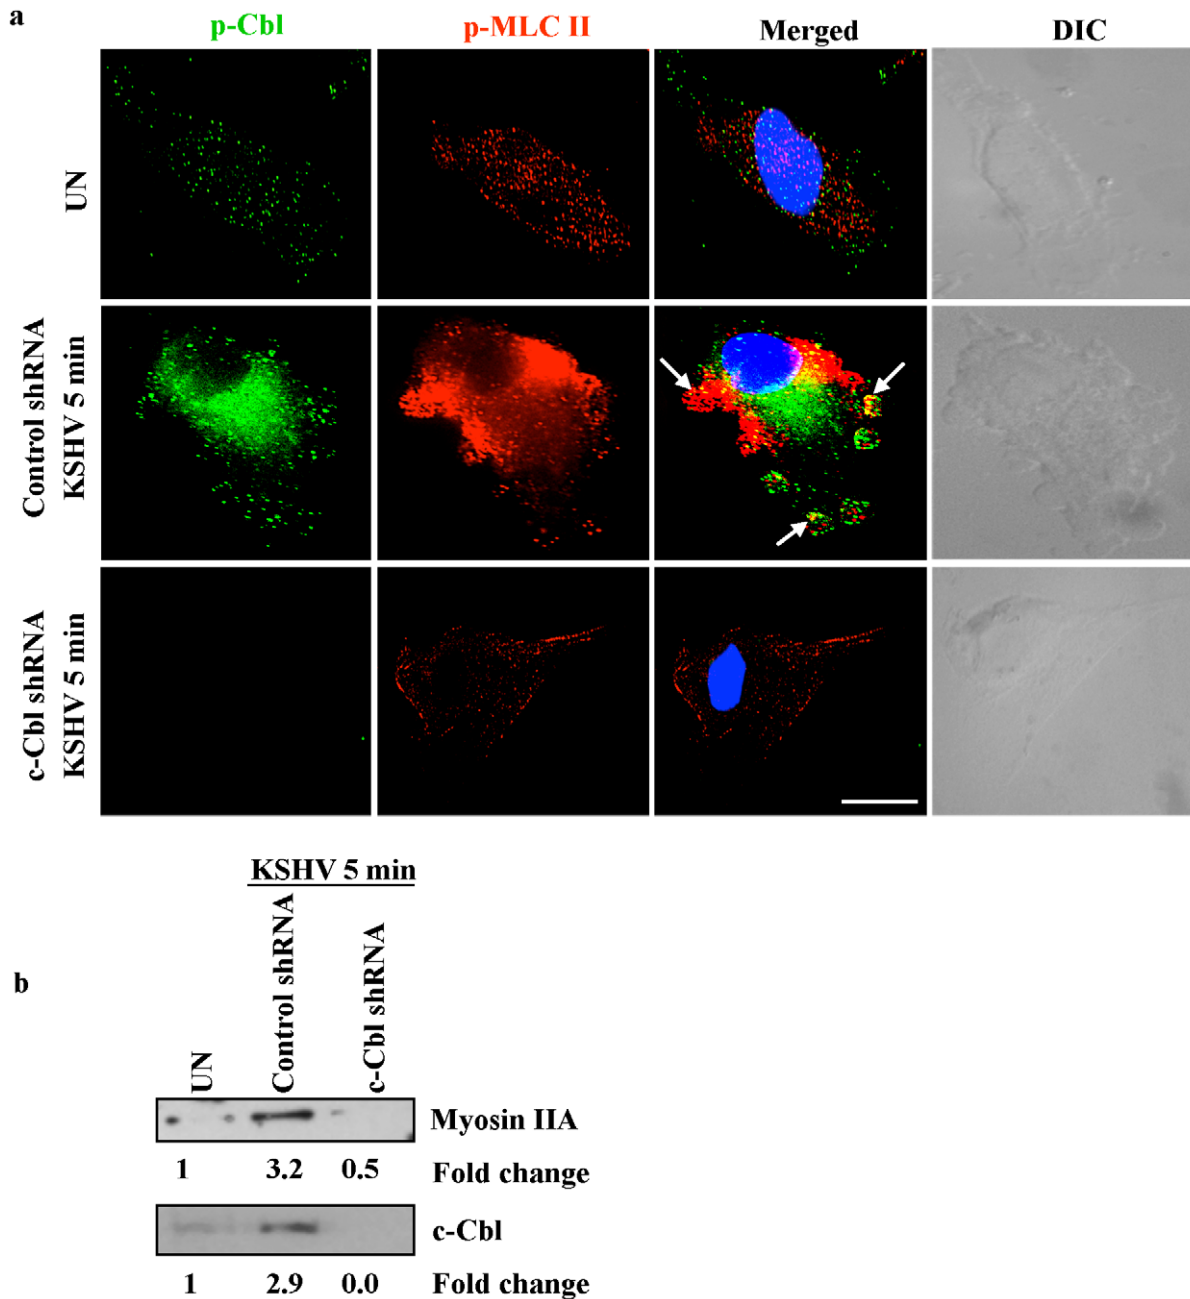 a
p-Cbl p-MLC II Merged DIC
UN
Control shRNA
KSHV 5 min
c-Cbl shRNA
KSHV 5 min
b
KSHV 5 min
UN
Control shRNA
c-Cbl shRNA
Myosin IIA
1 3.2 0.5 Fold change
c-Cbl
1 2.9 0.0 Fold change